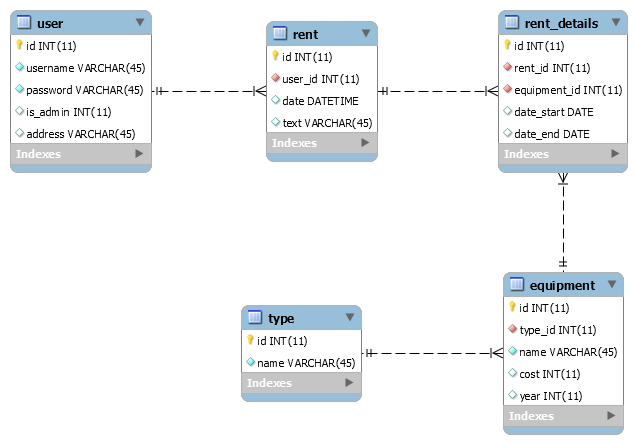 user
id INT(11)
username VARCHAR(45)
password VARCHAR(45)
is_admin INT(11)
address VARCHAR(45)
Indexes
rent
id INT(11)
user_id INT(11)
date DATETIME
text VARCHAR(45)
Indexes
rent_details
id INT(11)
rent_id INT(11)
equipment_id INT(11)
date_start DATE
date_end DATE
Indexes
type
id INT(11)
name VARCHAR(45)
Indexes
equipment
id INT(11)
type_id INT(11)
name VARCHAR(45)
cost INT(11)
year INT(11)
Indexes